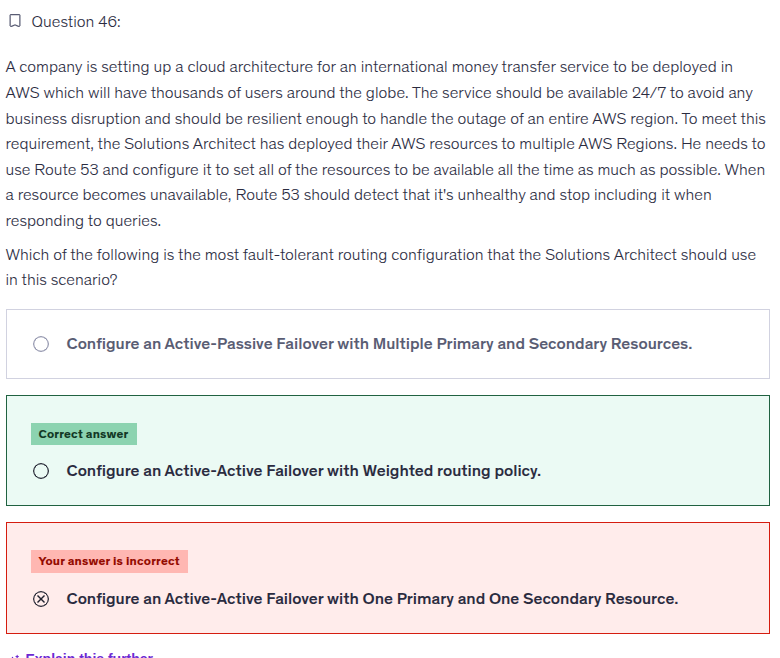 Question 46:
A company is setting up a cloud architecture for an international money transfer service to be deployed in
AWS which will have thousands of users around the globe. The service should be available 24/7 to avoid any
business disruption and should be resilient enough to handle the outage of an entire AWS region. To meet this
requirement, the Solutions Architect has deployed their AWS resources to multiple AWS Regions. He needs to
use Route 53 and configure it to set all of the resources to be available all the time as much as possible. When
a resource becomes unavailable, Route 53 should detect that it's unhealthy and stop including it when
responding to queries.
Which of the following is the most fault-tolerant routing configuration that the Solutions Architect should use
in this scenario?
Configure an Active-Passive Failover with Multiple Primary and Secondary Resources.
Correct answer
Configure an Active-Active Failover with Weighted routing policy.
Your answer is incorrect
Configure an Active-Active Failover with One Primary and One Secondary Resource.
Explain this further